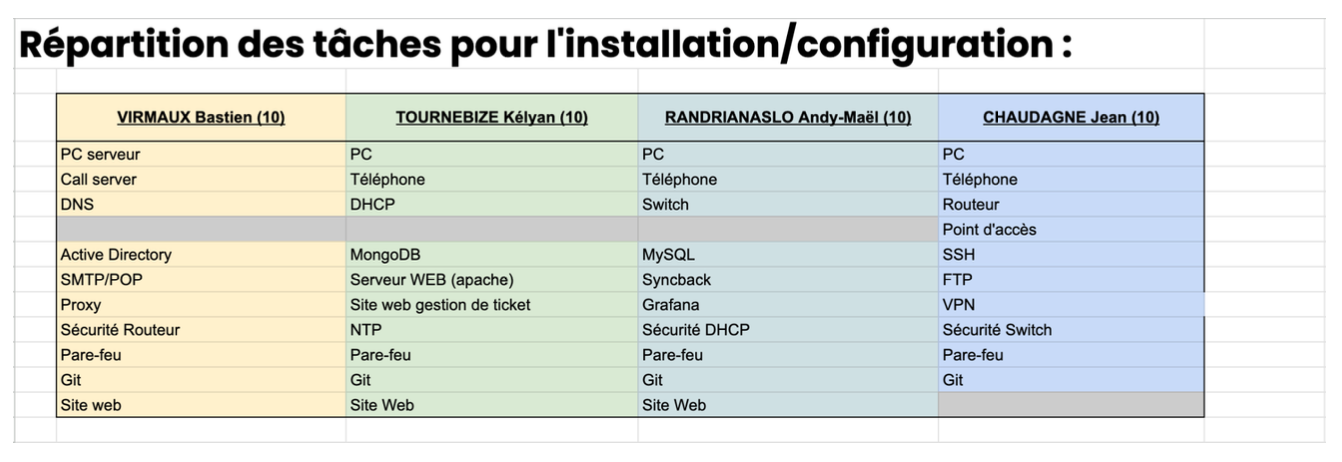 Répartition des tâches pour l'installation/configuration :
VIRMAUX Bastien (10) TOURNEBIZE Kélyan (10) RANDRIANASLO Andy-Maël (10) CHAUDAGNE Jean (10)
PC serveur PC PC PC
Call server Téléphone Téléphone Téléphone
DNS DHCP Switch Routeur
Point d'accès
Active Directory MongoDB MySQL SSH
SMTP/POP Serveur WEB (apache) Syncback FTP
Proxy Site web gestion de ticket Grafana VPN
Sécurité Routeur NTP Sécurité DHCP Sécurité Switch
Pare-feu Pare-feu Pare-feu Pare-feu
Git Git Git Git
Site web Site Web Site Web